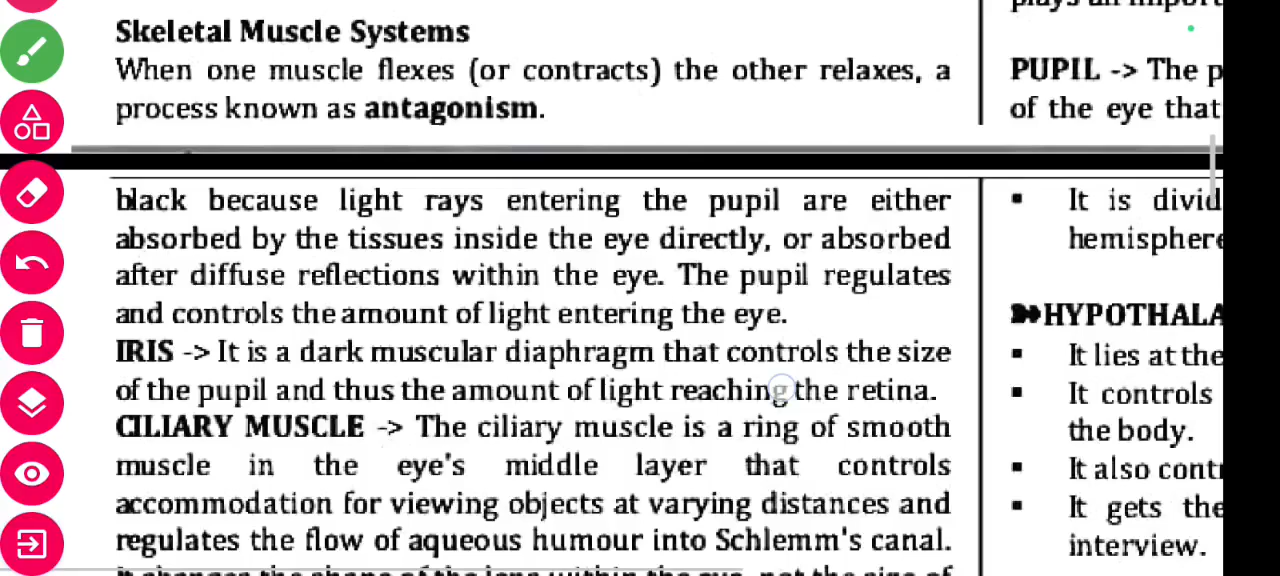 Skeletal Muscle Systems
When one muscle flexes (or contracts) the other relaxes, a
process known as antagonism.
black because light rays entering the pupil are either
absorbed by the tissues inside the eye directly, or absorbed
after diffuse reflections within the eye. The pupil regulates
and controls the amount of light entering the eye.
IRIS -> It is a dark muscular diaphragm that controls the size
of the pupil and thus the amount of light reaching the retina.
CILIARY MUSCLE -> The ciliary muscle is a ring of smooth
muscle in the eye's middle layer that controls
accommodation for viewing objects at varying distances and
regulates the flow of aqueous humour into Schlemm's canal.
PUPIL -> The p
of the eye that
▪ It is divid
hemisphere
HYPOTHALA
▪ It lies at the
▪ It controls
the body.
▪ It also contr
▪ It gets the
interview.